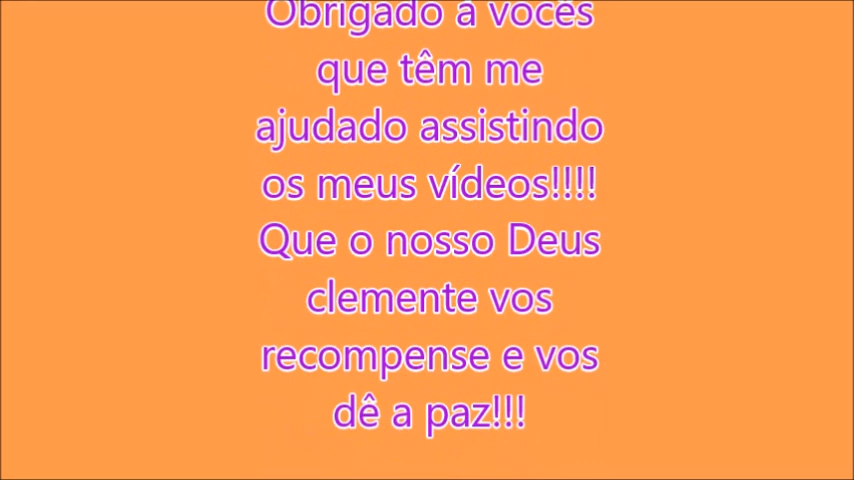 Obrigado à vocês
que têm me
ajudado assistindo
os meus vídeos!!!!
Que o nosso Deus
clemente vos
recompense e vos
dê a paz!!!